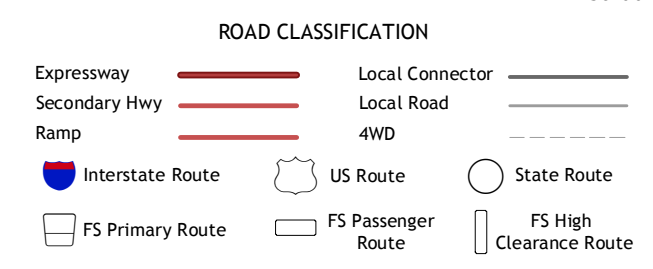 ROAD CLASSIFICATION
Expressway
Local Connector
Secondary Hwy
Local Road
Ramp
4WD
Interstate Route
US Route
State Route
FS Primary Route
FS Passenger
Route
FS High
Clearance Route